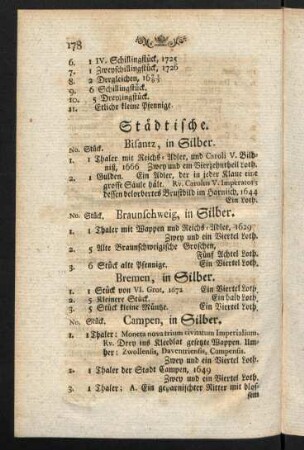 178
6. 1 IV. Schillingstück, 1725
7. 1 Zweyschillingstück, 1726
8. 2 Dergleichen,
9. 6 Schillingstück.
10. 5 Dreylingstück.
11. Etliche kleine Pfennige.
Städtische.
Bisantz, in Silber.
No. Stück.
1. 1 Thaler mit Reichs-Adler, und Caroli V. Bild-
niß, 1666 Zwey und ein Viertheil Loth.
2. 1 Gulden. Ein Adler, der in jeder Klaue eine
grosse Säule hält. Rv. Carolus V. Imperator:
dessen belorbertes Brustbild im Harnisch, 1644
Ein Loth.
No. Stück. Braunschweig, in Silber.
1. 1 Thaler mit Wappen und Reichs-Adler, 1629
Zwey und ein Viertel Loth.
2. 5 Alte Braunschweigische Groschen,
Fünf Achtel Loth.
3. 6 Stück alte Pfennige. Ein Viertel Loth.
Bremen, in Silber.
1. 1 Stück von VI. Grot, 1672 Ein Viertel Loth.
2. 5 Kleinere Stück. Ein halb Loth.
3. 5 Stück kleine Münze. Ein Viertel Loth.
No. Stück. Campen, in Silber.
1. 1 Thaler: Moneta nova trium civitatum Imperialium.
Rv. Drey ins Kleeblat gesetzte Wappen. Um-
her: Zwollensis, Daventriensis, Campensis.
Zwey und ein Viertel Loth.
2. 1 Thaler der Stadt Campen, 1649
Zwey und ein Viertel Loth.
3. 1 Thaler; A. Ein geharnischter Ritter mit blos-
sem